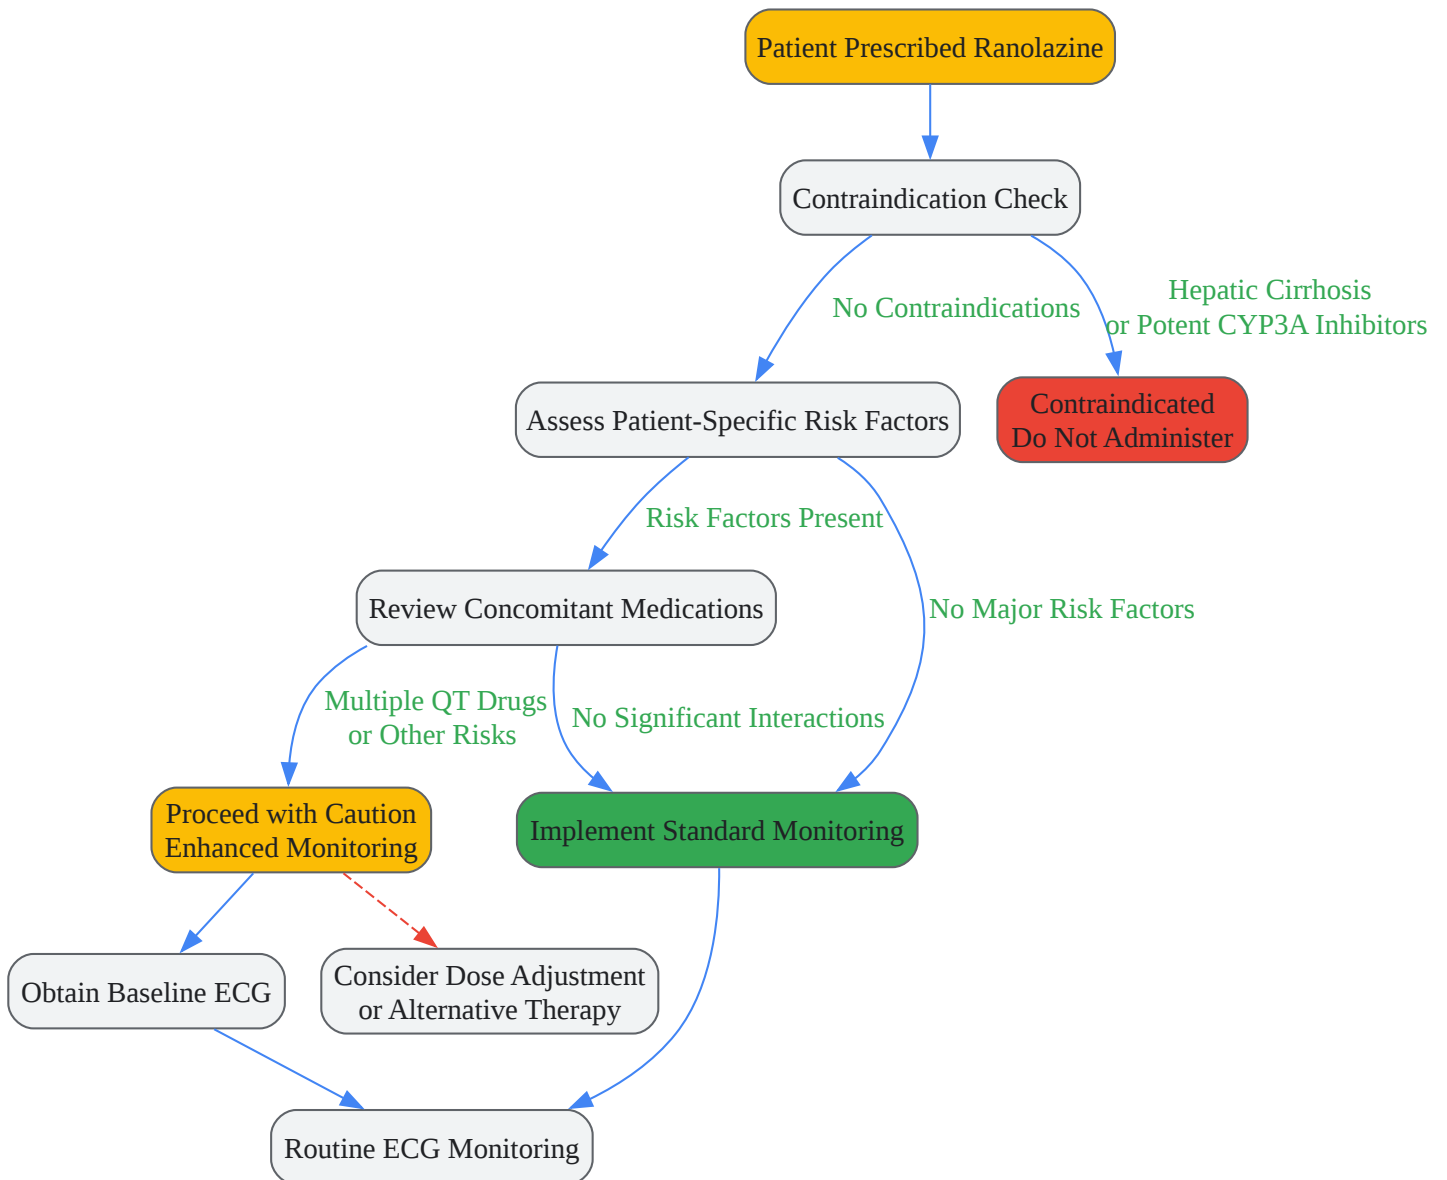 Patient Prescribed Ranolazine
Contraindication Check
No Contraindications
Hepatic Cirrhosis
or Potent CYP3A Inhibitors
Assess Patient-Specific Risk Factors
Contraindicated
Do Not Administer
Risk Factors Present
Review Concomitant Medications
No Major Risk Factors
Multiple QT Drugs
or Other Risks
No Significant Interactions
Proceed with Caution
Enhanced Monitoring
Implement Standard Monitoring
Obtain Baseline ECG
Consider Dose Adjustment
or Alternative Therapy
Routine ECG Monitoring